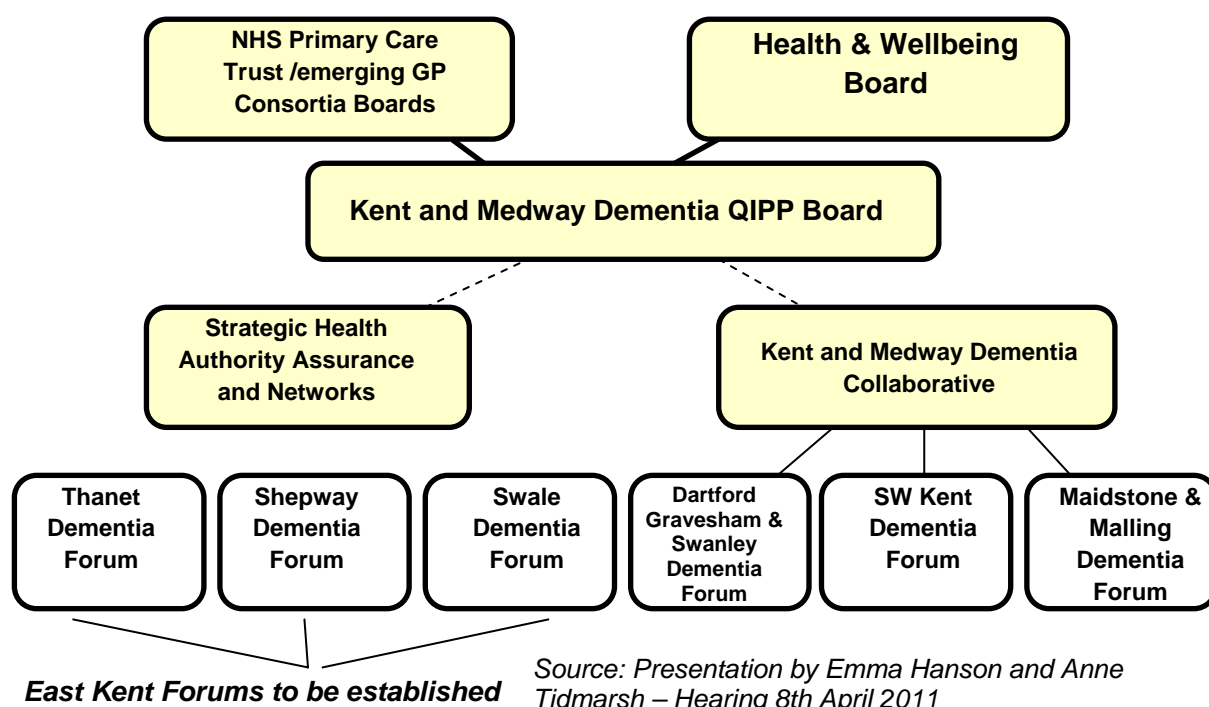 NHS Primary Care
Trust /emerging GP
Consortia Boards
Health & Wellbeing
Board
Kent and Medway Dementia QIPP Board
Strategic Health
Authority Assurance
and Networks
Kent and Medway Dementia
Collaborative
Thanet
Dementia
Forum
Shepway
Dementia
Forum
Swale
Dementia
Forum
Dartford
Gravesham &
Swanley
Dementia
Forum
SW Kent
Dementia
Forum
Maidstone &
Malling
Dementia
Forum
East Kent Forums to be established
Source: Presentation by Emma Hanson and Anne
Tidmarsh – Hearing 8th April 2011